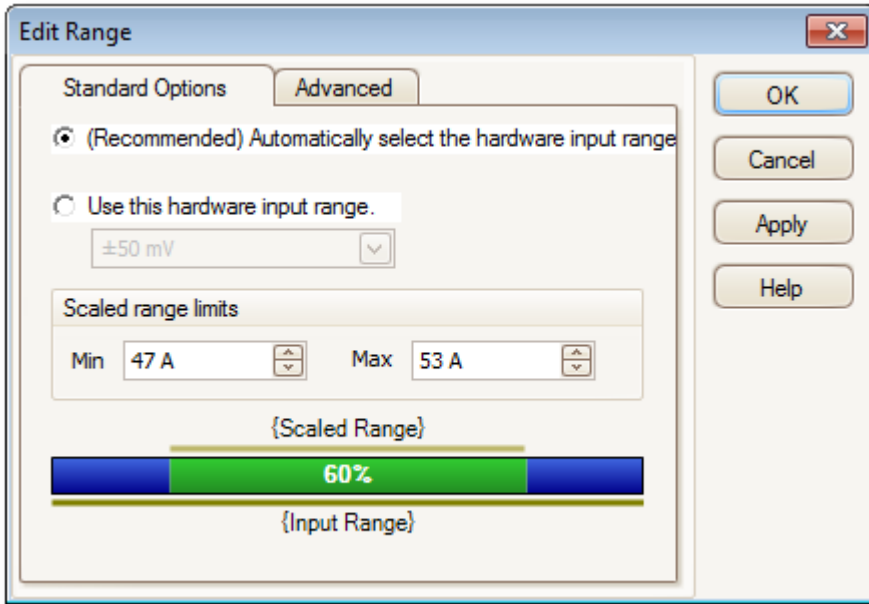 Edit Range
Standard Options
Advanced
(Recommended) Automatically select the hardware input range
Use this hardware input range.
±50 mV
Scaled range limits
Min 47 A Max 53 A
{Scaled Range}
60%
{Input Range}
OK
Cancel
Apply
Help